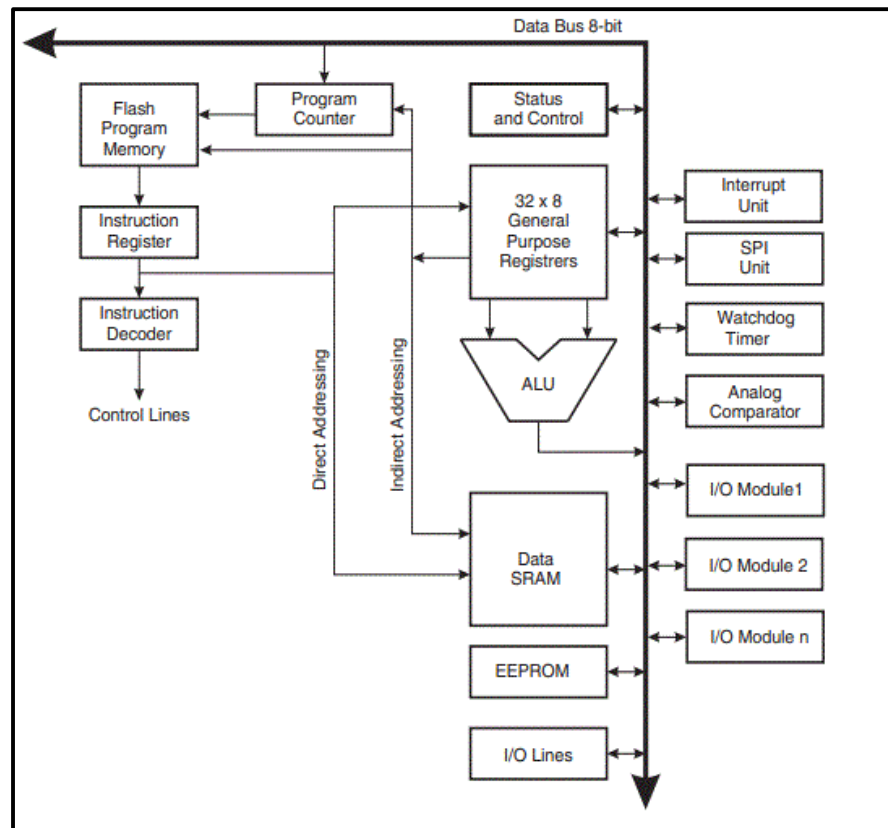 Data Bus 8-bit
Flash
Program
Memory
Program
Counter
Status
and Control
Instruction
Register
32 x 8
General
Purpose
Registrers
Interrupt
Unit
SPI
Unit
Instruction
Decoder
Watchdog
Timer
ALU
Analog
Comparator
Control Lines
Direct Addressing
Indirect Addressing
I/O Module1
Data
SRAM
I/O Module 2
I/O Module n
EEPROM
I/O Lines